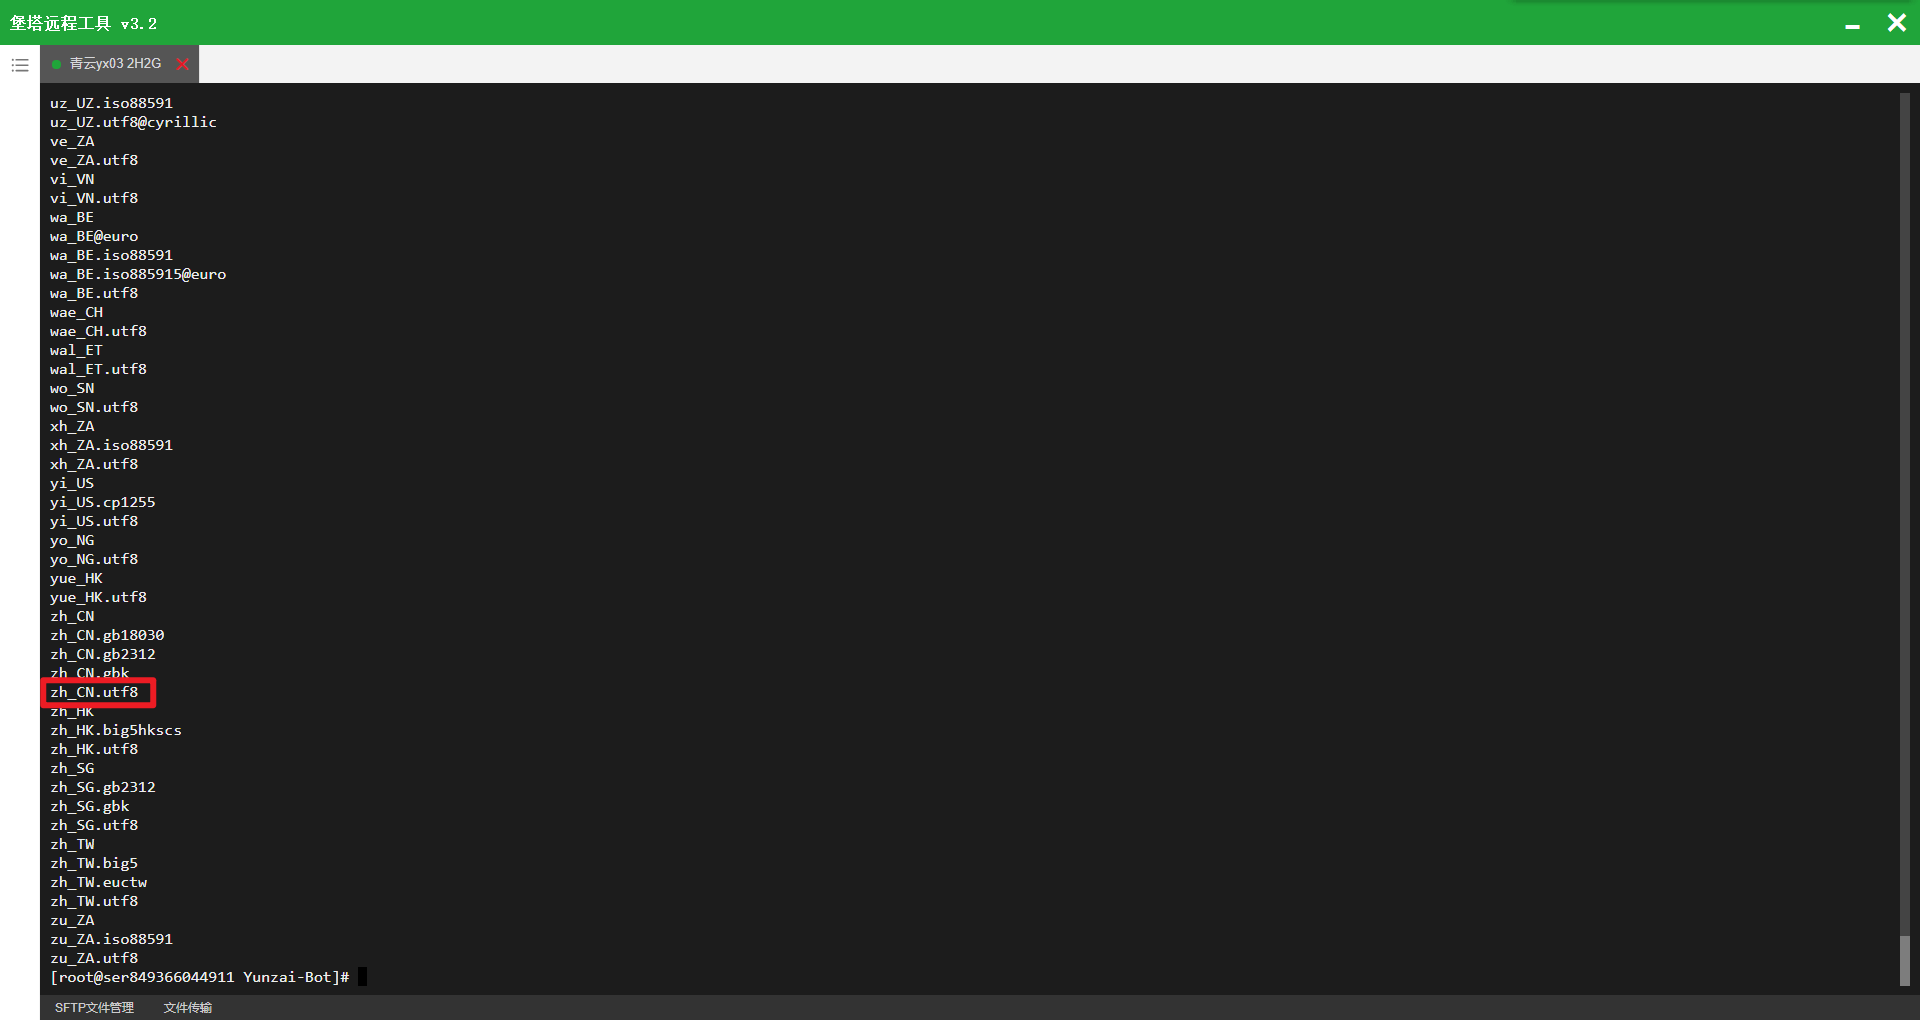 堡塔远程工具 v3.2
青云yx03 2H2G
uz_UZ.iso88591
uz_UZ.utf8@cyrillic
ve_ZA
ve_ZA.utf8
vi_VN
vi_VN.utf8
wa_BE
wa_BE@euro
wa_BE.iso88591
wa_BE.iso885915@euro
wa_BE.utf8
wae_CH
wae_CH.utf8
wal_ET
wal_ET.utf8
wo_SN
wo_SN.utf8
xh_ZA
xh_ZA.iso88591
xh_ZA.utf8
yi_US
yi_US.cp1255
yi_US.utf8
yo_NG
yo_NG.utf8
yue_HK
yue_HK.utf8
zh_CN
zh_CN.gb18030
zh_CN.gb2312
zh_CN.gbk
zh_CN.utf8
zh_HK
zh_HK.big5hkscs
zh_HK.utf8
zh_SG
zh_SG.gb2312
zh_SG.gbk
zh_SG.utf8
zh_TW
zh_TW.big5
zh_TW.euctw
zh_TW.utf8
zu_ZA
zu_ZA.iso88591
zu_ZA.utf8
[root@ser849366044911 Yunzai-Bot]#
SFTP文件管理 文件传输